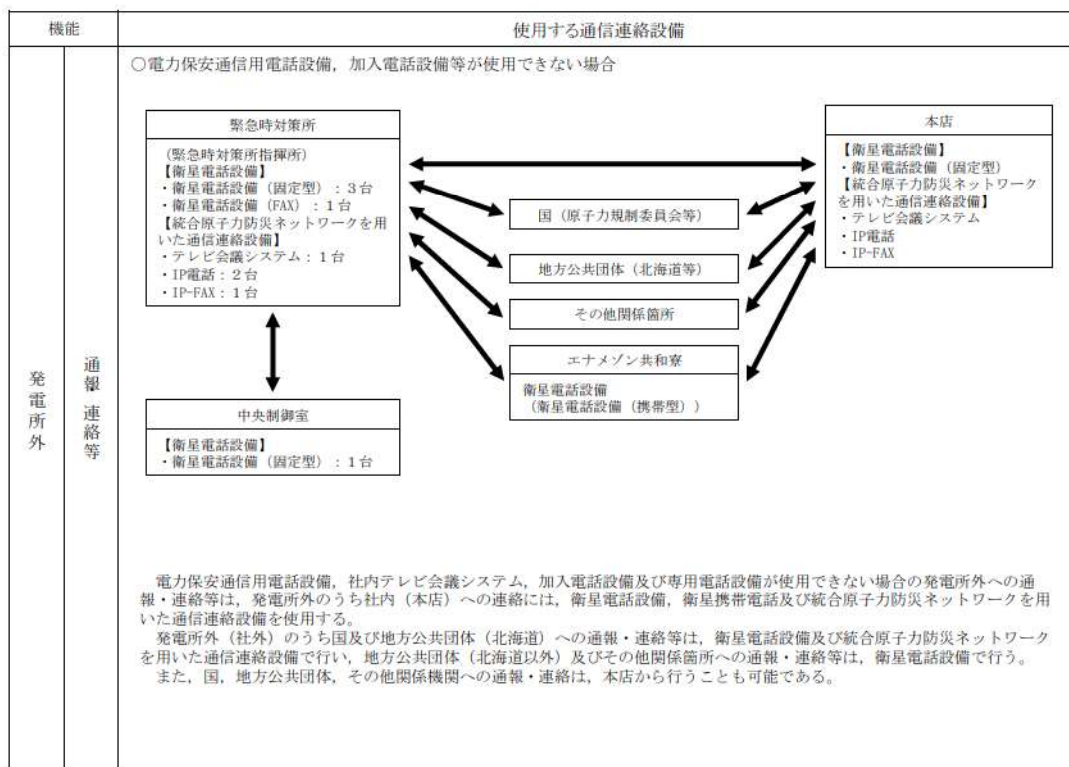 機能
使用する通信連絡設備
発電所外
通報・連絡等
○電力保安通信用電話設備，加入電話設備等が使用できない場合
緊急時対策所
(緊急時対策所指揮所)
【衛星電話設備】
・衛星電話設備（固定型）：３台
・衛星電話設備（FAX）：１台
【統合原子力防災ネットワークを用
いた通信連絡設備】
・テレビ会議システム：１台
・IP電話：２台
・IP-FAX：１台
中央制御室
【衛星電話設備】
・衛星電話設備（固定型）：１台
国（原子力規制委員会等）
地方公共団体（北海道等）
その他関係箇所
エナメゾン共和寮
衛星電話設備
（衛星電話設備（携帯型））
本店
【衛星電話設備】
・衛星電話設備（固定型）
【統合原子力防災ネットワーク
を用いた通信連絡設備】
・テレビ会議システム
・IP電話
・IP-FAX
電力保安通信用電話設備，社内テレビ会議システム，加入電話設備及び専用電話設備が使用できない場合の発電所外への通
報・連絡等は，発電所外のうち社内（本店）への連絡には，衛星電話設備，衛星携帯電話及び統合原子力防災ネットワークを用
いた通信連絡設備を使用する。
発電所外（社外）のうち国及び地方公共団体（北海道）への通報・連絡等は，衛星電話設備及び統合原子力防災ネットワーク
を用いた通信連絡設備で行い，地方公共団体（北海道以外）及びその他関係箇所への通報・連絡等は，衛星電話設備で行う。
また，国，地方公共団体，その他関係機関への通報・連絡は，本店から行うことも可能である。